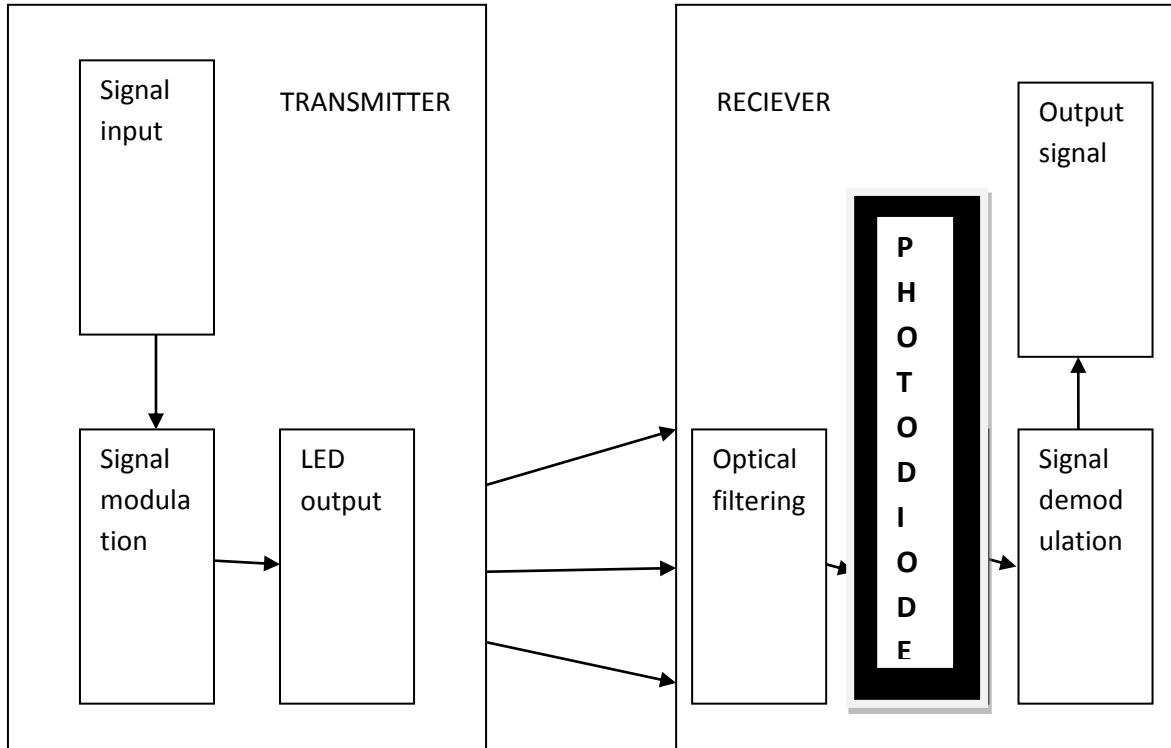 TRANSMITTER
Signal
input
Signal
modula
tion
LED
output
RECIEVER
Optical
filtering
P
H
O
T
O
D
I
O
D
E
Signal
demod
ulation
Output
signal